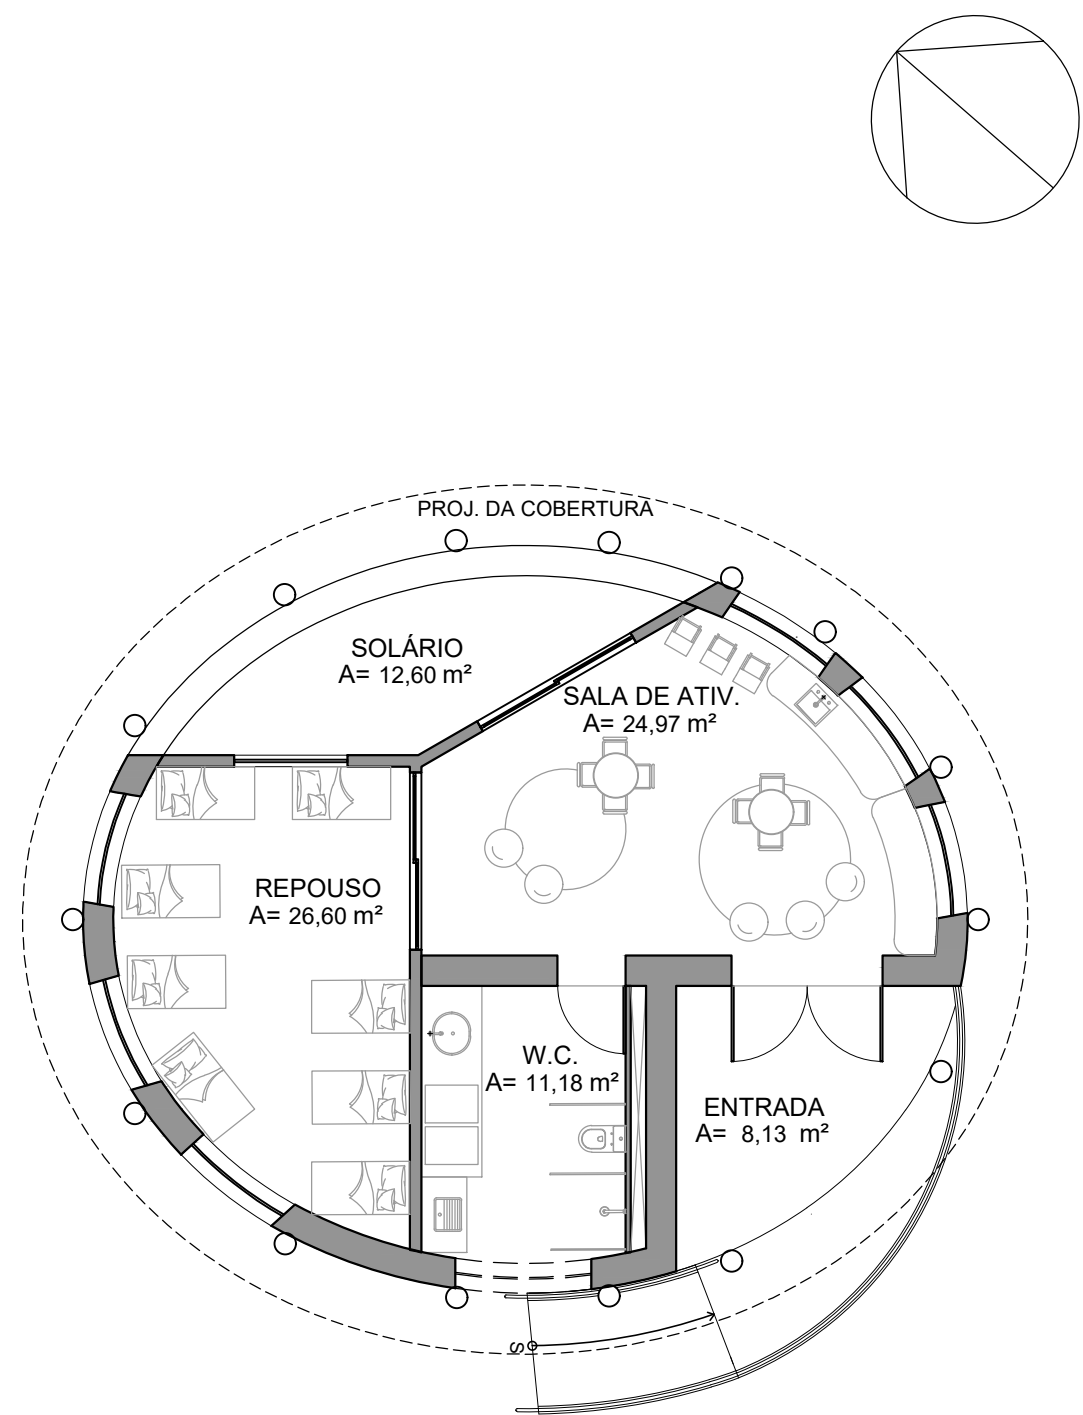 PROJ. DA COBERTURA
SOLÁRIO
A= 12,60 m²
SALA DE ATIV.
A= 24,97 m²
REPOUSO
A= 26,60 m²
W.C.
A= 11,18 m²
ENTRADA
A= 8,13 m²
S